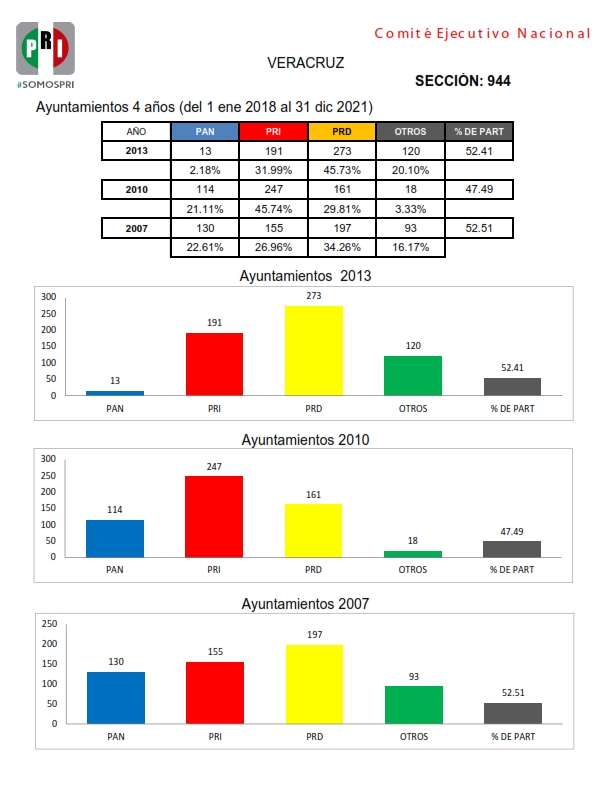 PRI
#SOMOSPRI
Comité Ejecutivo Nacional
VERACRUZ
SECCIÓN: 944
Ayuntamientos 4 años (del 1 ene 2018 al 31 dic 2021)
AÑO PAN PRI PRD OTROS % DE PART
2013 13 191 273 120 52.41
2.18% 31.99% 45.73% 20.10%
2010 114 247 161 18 47.49
21.11% 45.74% 29.81% 3.33%
2007 130 155 197 93 52.51
22.61% 26.96% 34.26% 16.17%
Ayuntamientos 2013
300
250
200
150
100
50
0
13 191 273 120 52.41
PAN PRI PRD OTROS % DE PART
Ayuntamientos 2010
300
250
200
150
100
50
0
114 247 161 18 47.49
PAN PRI PRD OTROS % DE PART
Ayuntamientos 2007
250
200
150
100
50
0
130 155 197 93 52.51
PAN PRI PRD OTROS % DE PART